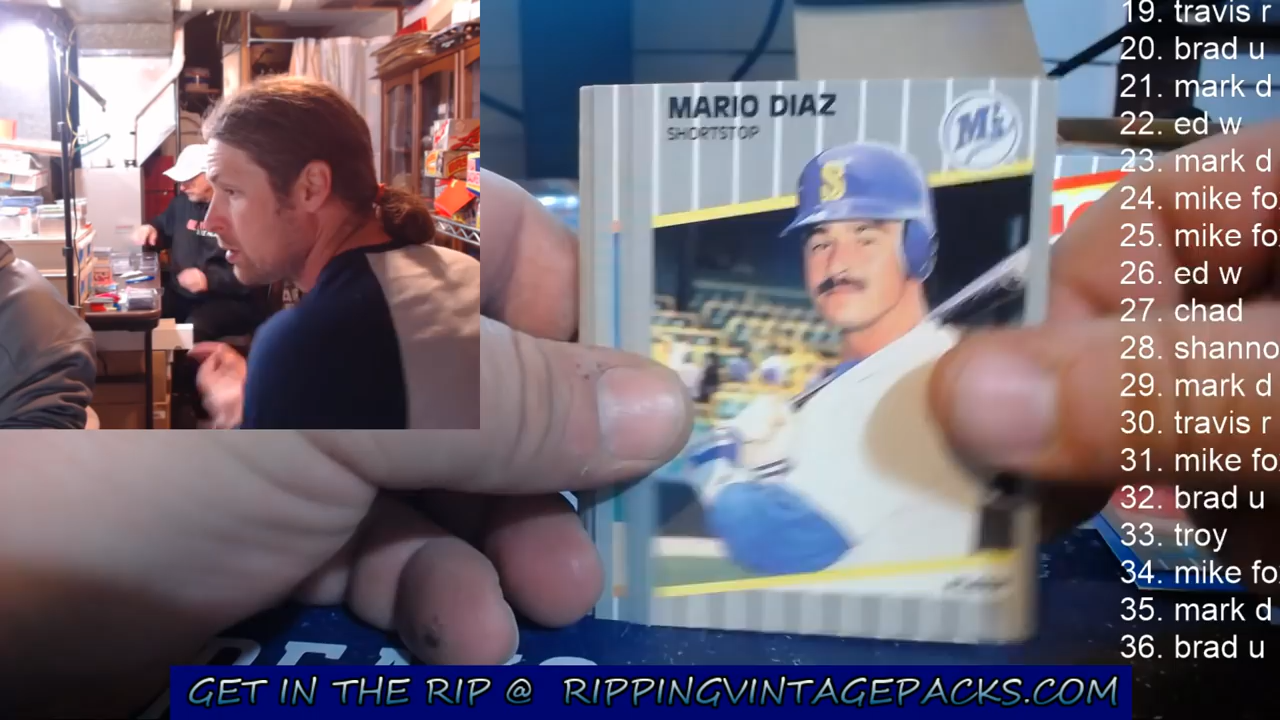 MARIO DIAZ
SHORTSTOP
S
19. travis r
20. brad u
21. mark d
22. ed w
23. mark d
24. mike fo
25. mike fo
26. ed w
27. chad
28. shanno
29. mark d
30. travis r
31. mike fo
32. brad u
33. troy
34. mike fo
35. mark d
36. brad u
GET IN THE RIP @ RIPPINGVINTAGEPACKS.COM